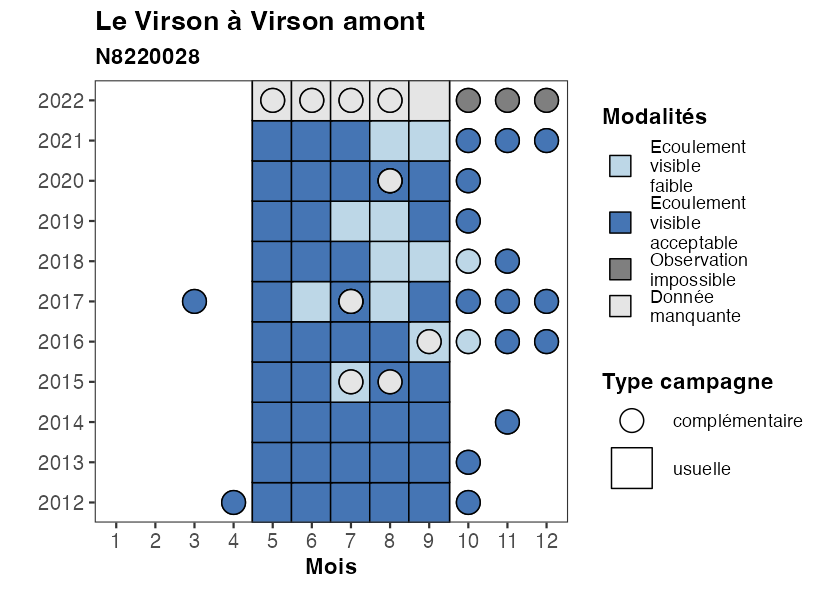 Le Virson à Virson amont
N8220028
2022
2021
2020
2019
2018
2017
2016
2015
2014
2013
2012
1 2 3 4 5 6 7 8 9 10 11 12
Mois
Modalités
Ecoulement
visible
faible
Ecoulement
visible
acceptable
Observation
impossible
Donnée
manquante
Type campagne
complémentaire
usuelle